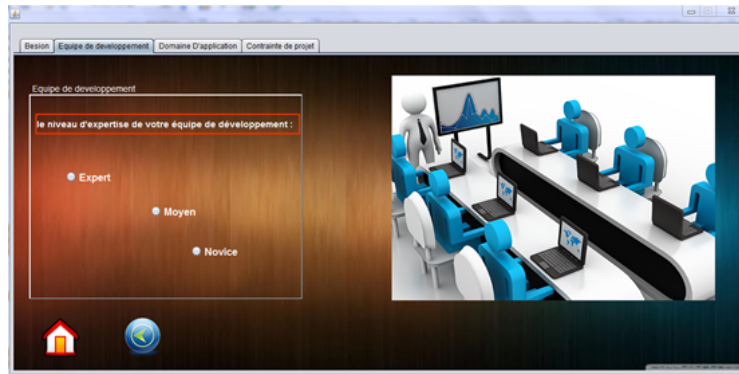 Besion
Equipe de developpement
Domaine D'application
Contrainte de projet
Equipe de developpement
le niveau d'expertise de votre équipe de développement :
Expert
Moyen
Novice